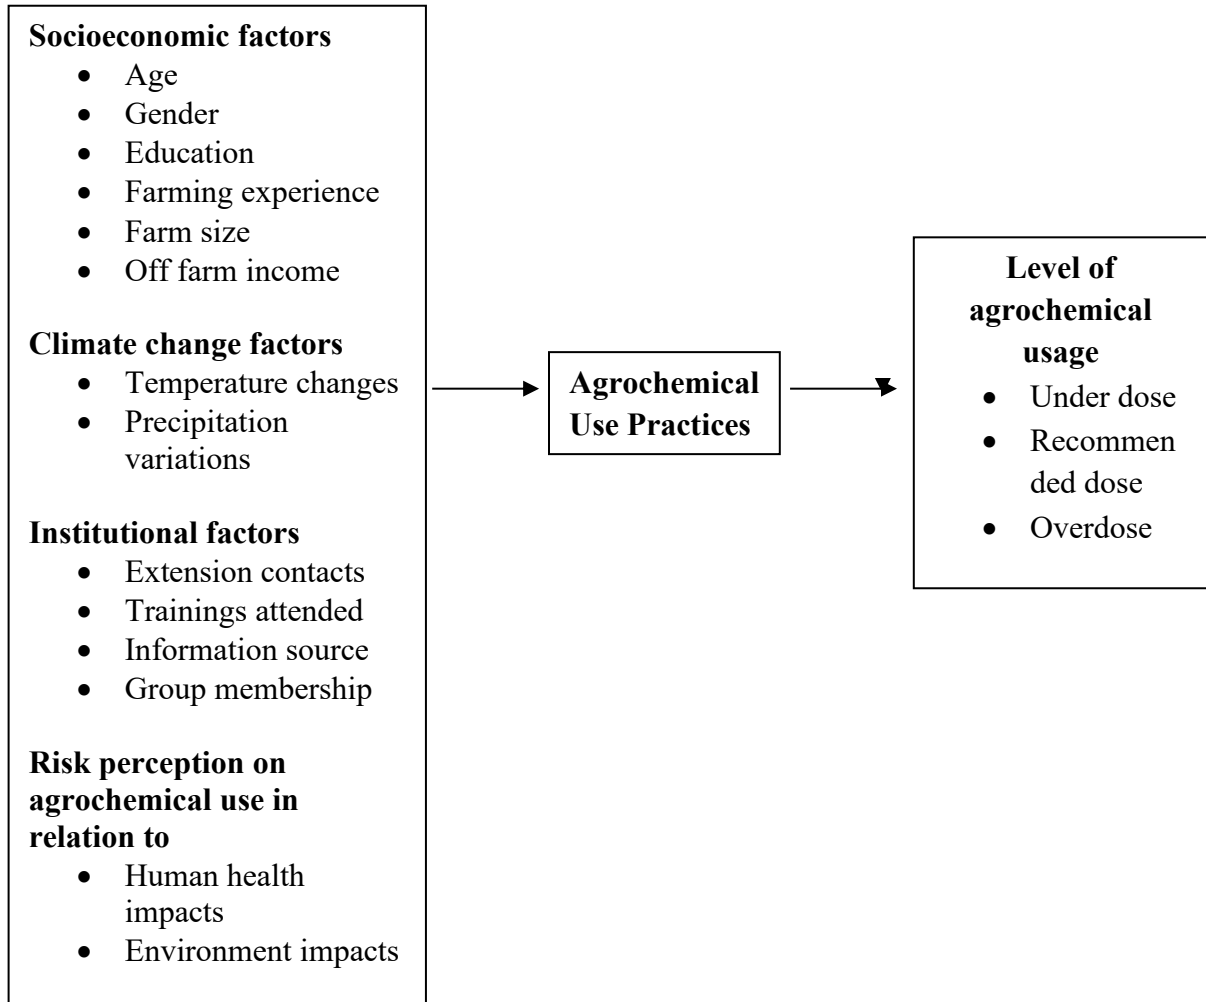 Socioeconomic factors
• Age
• Gender
• Education
• Farming experience
• Farm size
• Off farm income
Climate change factors
• Temperature changes
• Precipitation
variations
Institutional factors
• Extension contacts
• Trainings attended
• Information source
• Group membership
Risk perception on
agrochemical use in
relation to
• Human health
impacts
• Environment impacts
Agrochemical
Use Practices
Level of
agrochemical
usage
• Under dose
• Recommen
ded dose
• Overdose